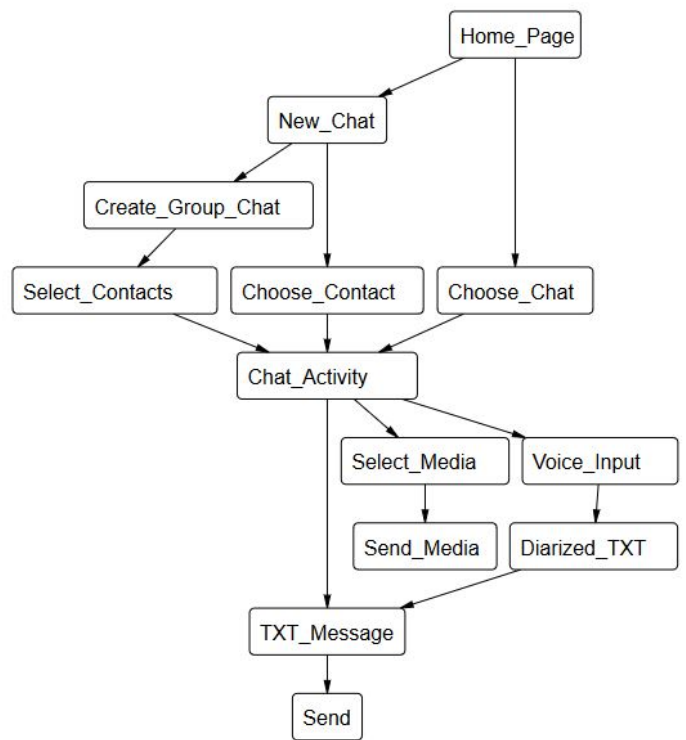 Home_Page
New_Chat
Create_Group_Chat
Select_Contacts
Choose_Contact
Choose_Chat
Chat_Activity
Select_Media
Voice_Input
Send_Media
Diarized_TXT
TXT_Message
Send